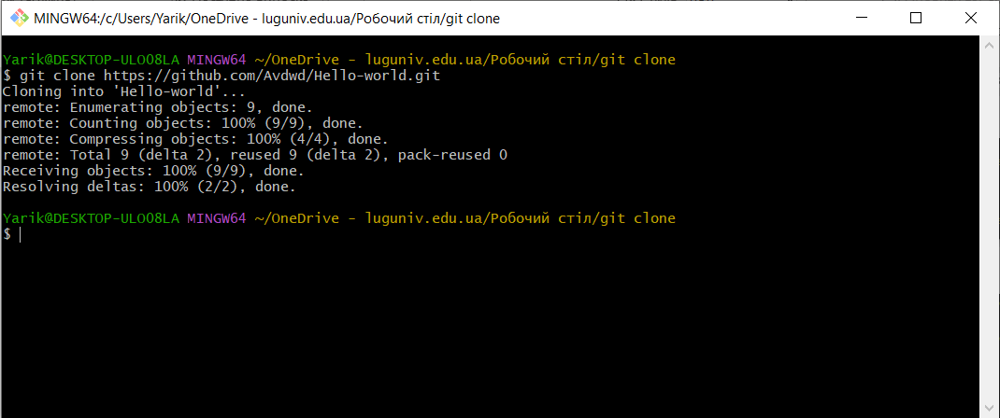 MINGW64:/c/Users/Yarik/OneDrive - luguniv.edu.ua/Робочий стіл/git clone
Yarik@DESKTOP-ULOO8LA MINGW64 ~/OneDrive - luguniv.edu.ua/Робочий стіл/git clone
$ git clone https://github.com/Avdwd/Hello-world.git
Cloning into 'Hello-world'...
remote: Enumerating objects: 9, done.
remote: Counting objects: 100% (9/9), done.
remote: Compressing objects: 100% (4/4), done.
remote: Total 9 (delta 2), reused 9 (delta 2), pack-reused 0
Receiving objects: 100% (9/9), done.
Resolving deltas: 100% (2/2), done.
Yarik@DESKTOP-ULOO8LA MINGW64 ~/OneDrive - luguniv.edu.ua/Робочий стіл/git clone
$